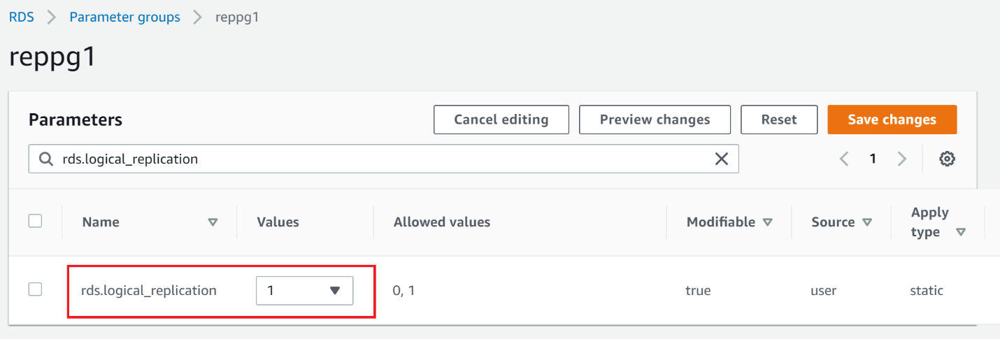 RDS > Parameter groups > reppg1
reppg1
Parameters Cancel editing Preview changes Reset Save changes
rds.logical_replication 1
Name Values Allowed values Modifiable Source Apply type
rds.logical_replication 1 0, 1 true user static